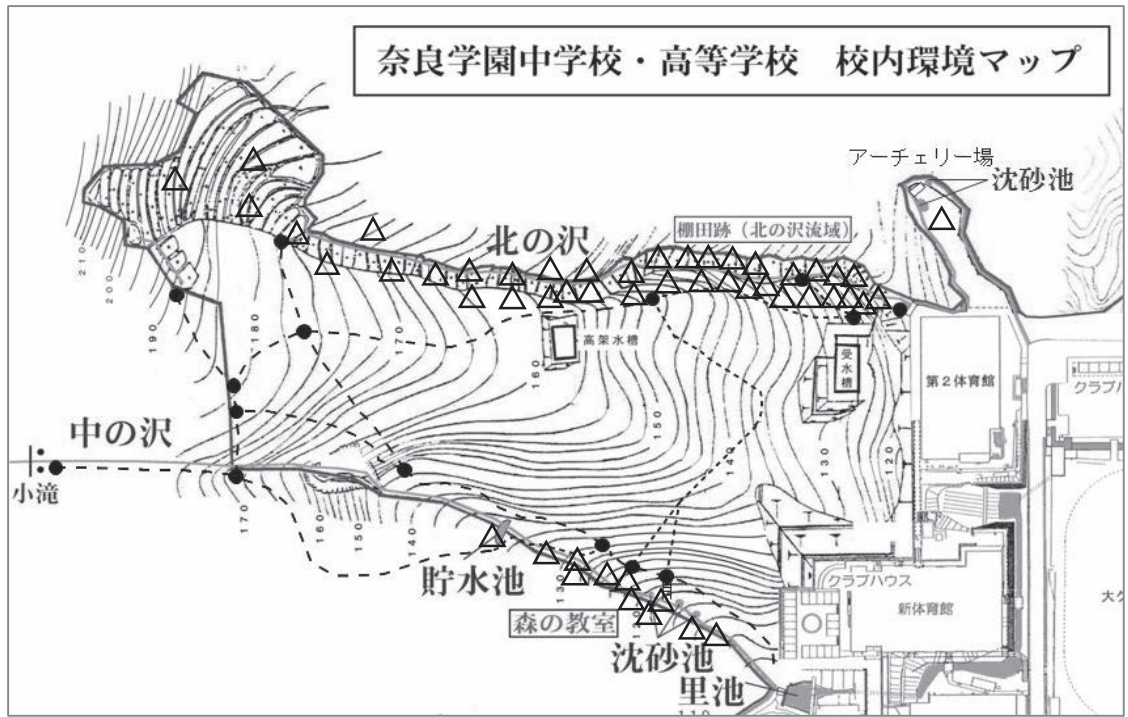 奈良学園中学校・高等学校　校内環境マップ
アーチェリー場
沈砂池
棚田跡（北の沢流域）
北の沢
210
200
190
180
170
160
高架水槽
150
140
130
120
受水槽
第２体育館
クラブハ
中の沢
小滝
170
160
150
140
130
120
貯水池
森の教室
沈砂池
里池
クラブハウス
新体育館
大グ
110